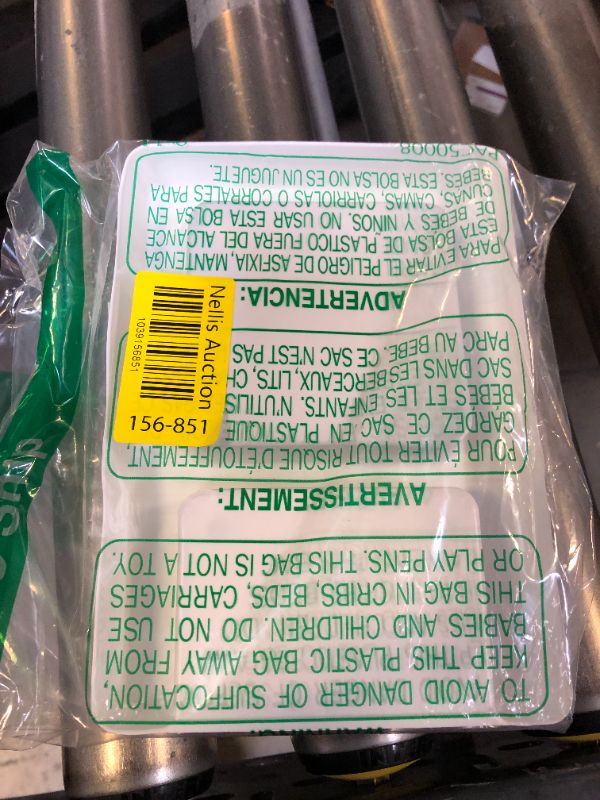 TO AVOID DANGER OF SUFFOCATION,
KEEP THIS PLASTIC BAG AWAY FROM
BABIES AND CHILDREN. DO NOT USE
THIS BAG IN CRIBS, BEDS, CARRIAGES
OR PLAY PENS. THIS BAG IS NOT A TOY.
AVERTISSEMENT:
POUR ÉVITER TOUT RISQUE D'ÉTOUFFEMENT,
GARDEZ CE SAC EN PLASTIQUE
BÉBÉS ET LES ENFANTS. N'UTILIS
SAC DANS LES BERCEAUX, LITS, CH
PARC AU BEBE. CE SAC N'EST PAS
ADVERTENCIA:
PARA EVITAR EL PELIGRO DE ASFIXIA, MANTENGA
ESTA BOLSA DE PLASTICO FUERA DEL ALCANCE
DE BEBES Y NIÑOS. NO USAR ESTA BOLSA EN
CUNAS, CAMAS, CARRIOLAS O CORRALES PARA
BEBES. ESTA BOLSA NO ES UN JUGUETE.
Nellis Auction
1039156851
156-851